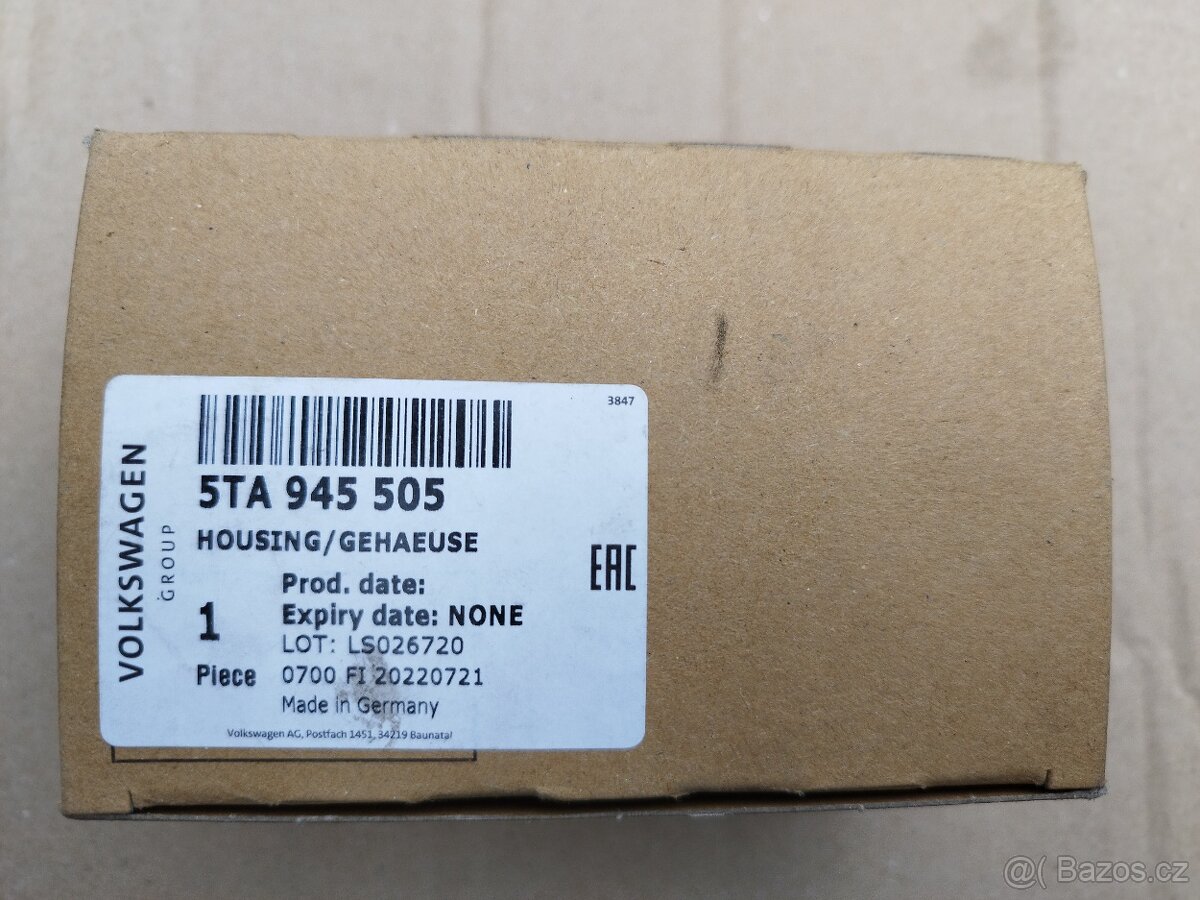 3847
5TA 945 505
HOUSING/GEHAEUSE
Prod. date:
Expiry date: NONE
1
LOT: LS026720
Piece 0700 FI 20220721
Made in Germany
Volkswagen AG, Postfach 1451, 34219 Baunatal
VOLKSWAGEN
GROUP
EAC
@( Bazos.cz